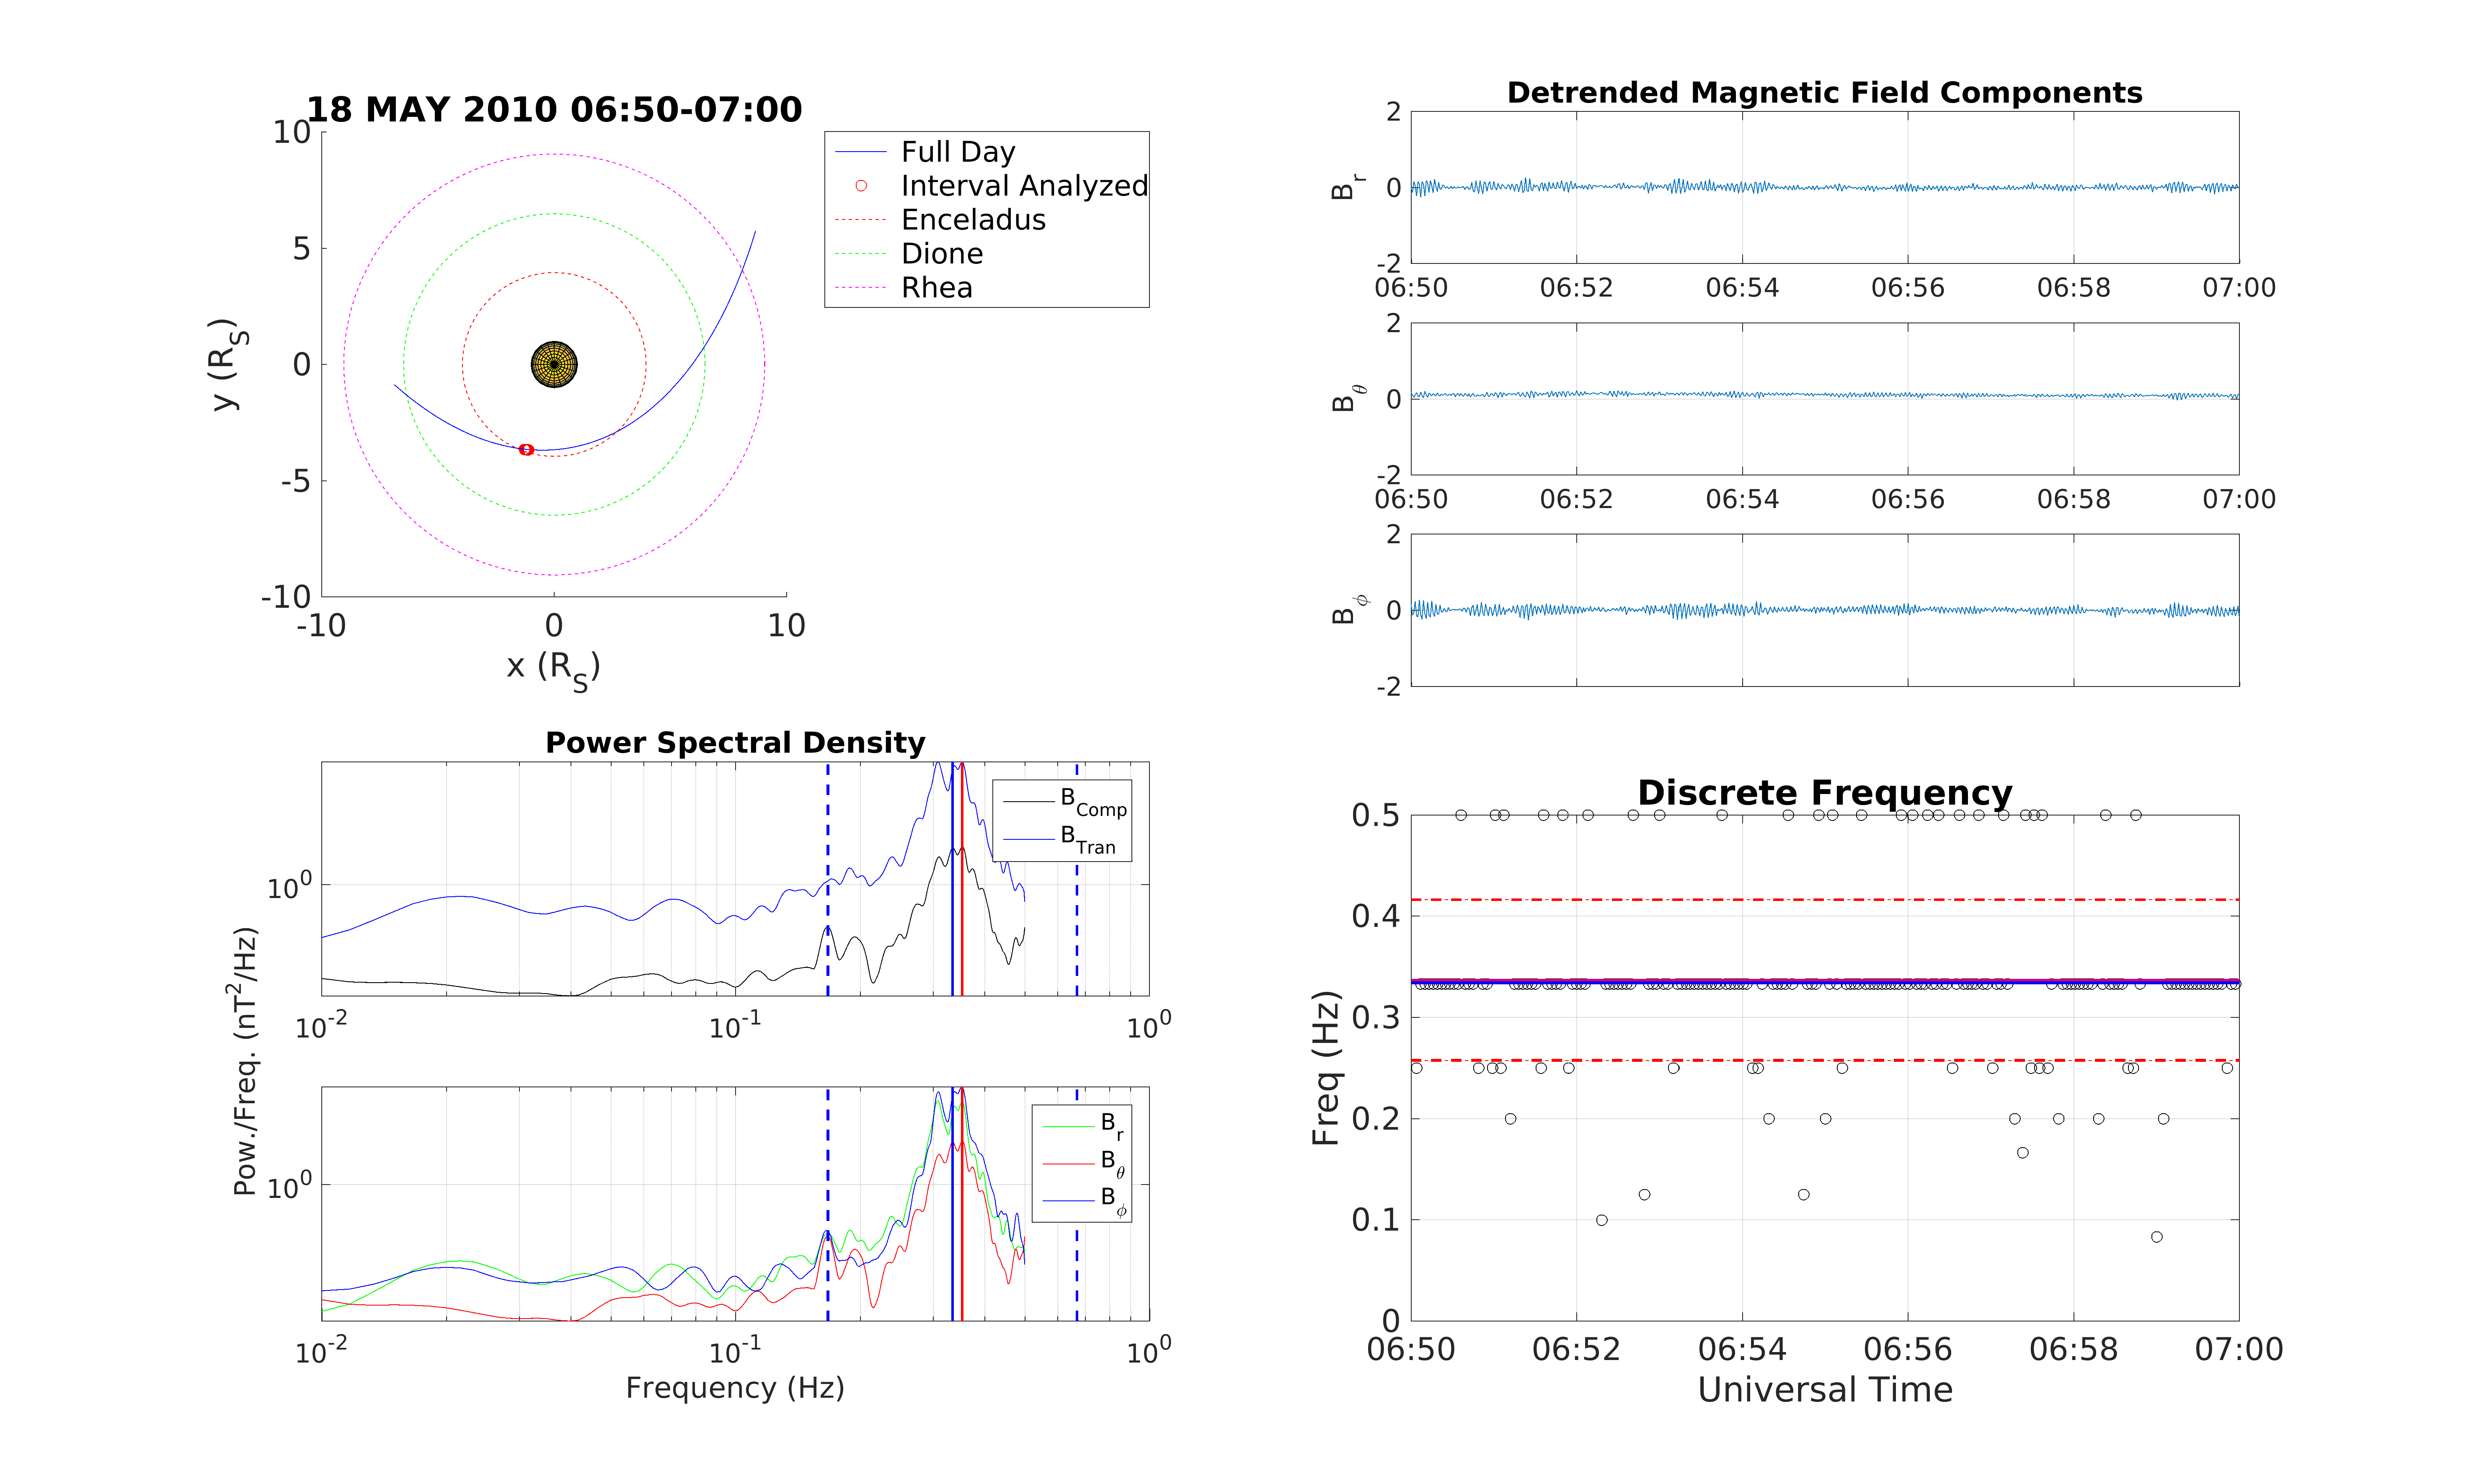 18 MAY 2010 06:50-07:00
10
5
0
-5
-10
-10
0
10
y (R_S)
x (R_S)
Full Day
Interval Analyzed
Enceladus
Dione
Rhea
Detrended Magnetic Field Components
B_r
2
0
-2
06:50
06:52
06:54
06:56
06:58
07:00
B_θ
2
0
-2
06:50
06:52
06:54
06:56
06:58
07:00
B_ϕ
2
0
-2
Power Spectral Density
10^0
10^-2
10^-1
10^0
B_Comp
B_Tran
Pow./Freq. (nT^2/Hz)
10^0
10^-2
10^-1
10^0
B_r
B_θ
B_ϕ
Frequency (Hz)
Discrete Frequency
Freq (Hz)
0.5
0.4
0.3
0.2
0.1
0
06:50
06:52
06:54
06:56
06:58
07:00
Universal Time